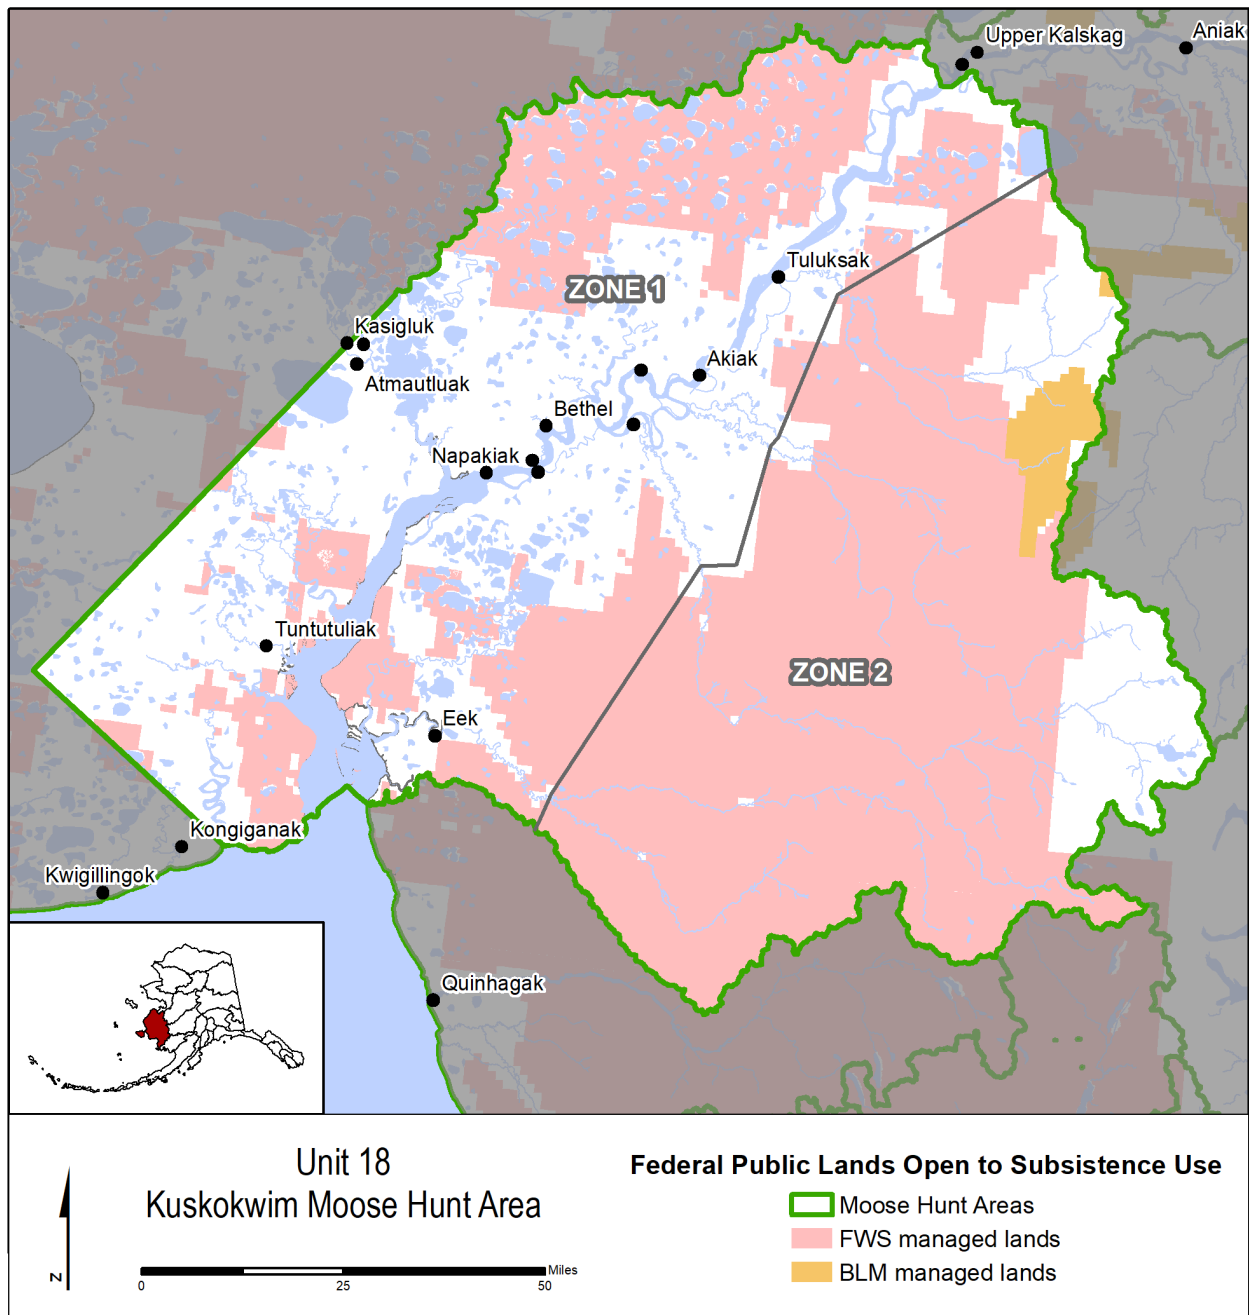 Upper Kalskag
Aniak
Tuluksak
ZONE 1
Kasigluk
Akiak
Atmautluak
Bethel
Napakiak
Tuntutuliak
ZONE 2
Eek
Kongiganak
Kwigillingok
Quinhagak
Unit 18
Kuskokwim Moose Hunt Area
N
0 25 50 Miles
Federal Public Lands Open to Subsistence Use
Moose Hunt Areas
FWS managed lands
BLM managed lands